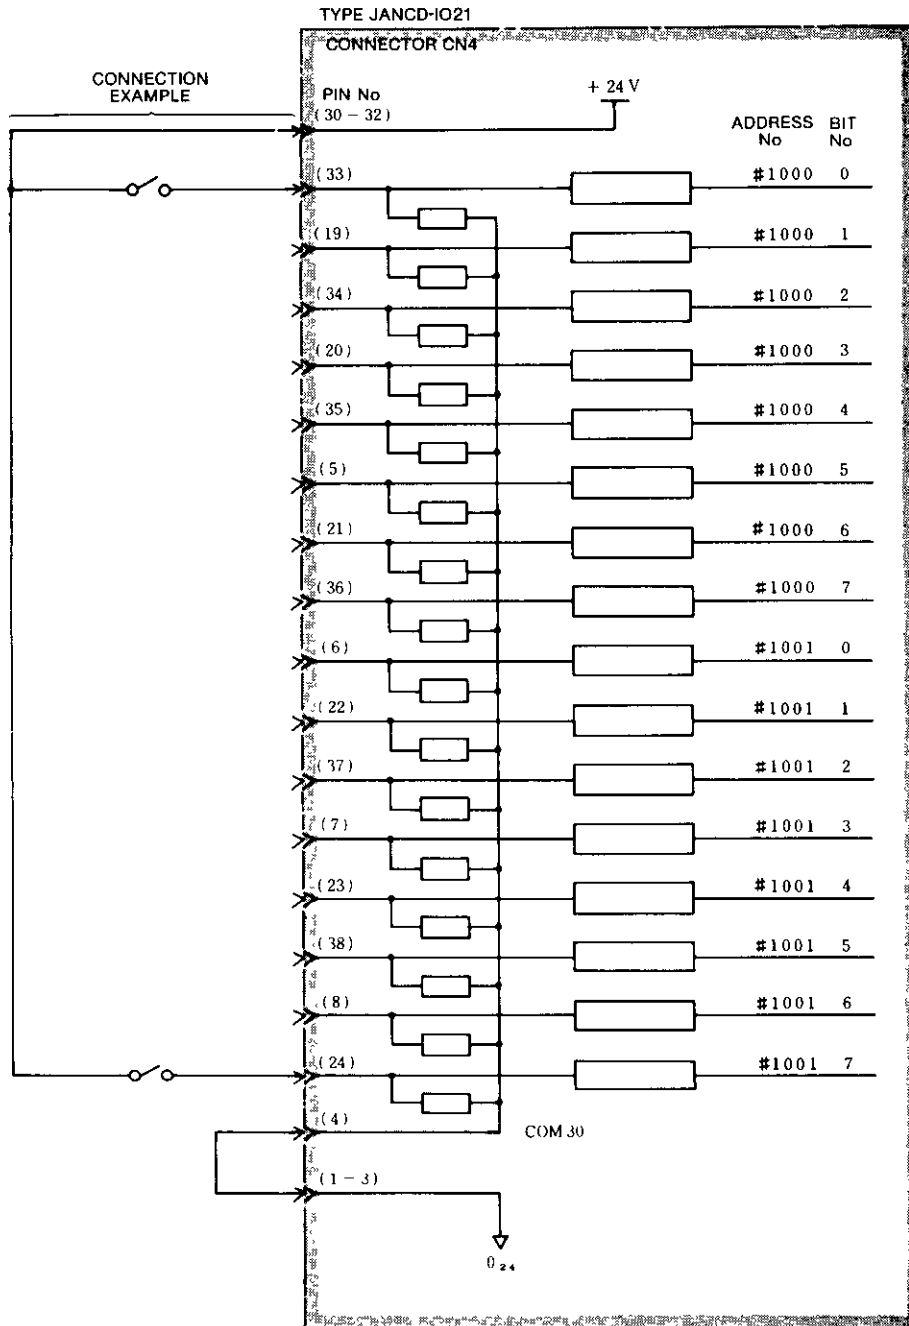 TYPE JANCD-IO21
CONNECTOR CN4
CONNECTION
EXAMPLE
PIN No
(30 - 32)
+ 24 V
ADDRESS
No
BIT
No
(33) #1000 0
(19) #1000 1
(34) #1000 2
(20) #1000 3
(35) #1000 4
(5) #1000 5
(21) #1000 6
(36) #1000 7
(6) #1001 0
(22) #1001 1
(37) #1001 2
(7) #1001 3
(23) #1001 4
(38) #1001 5
(8) #1001 6
(24) #1001 7
(4) COM 30
(1 - 3)
0 24